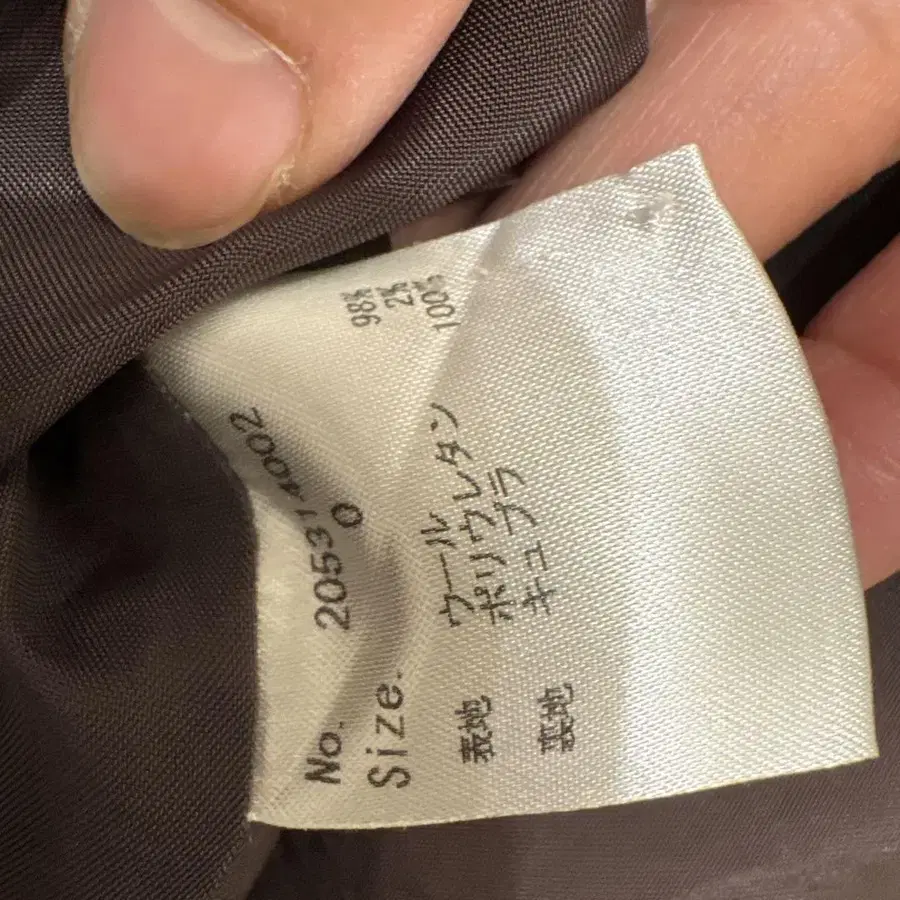 No. 205314002
Size. 0
表地 ウール 98%
ポリウレタン 2%
裏地 キュプラ 100%